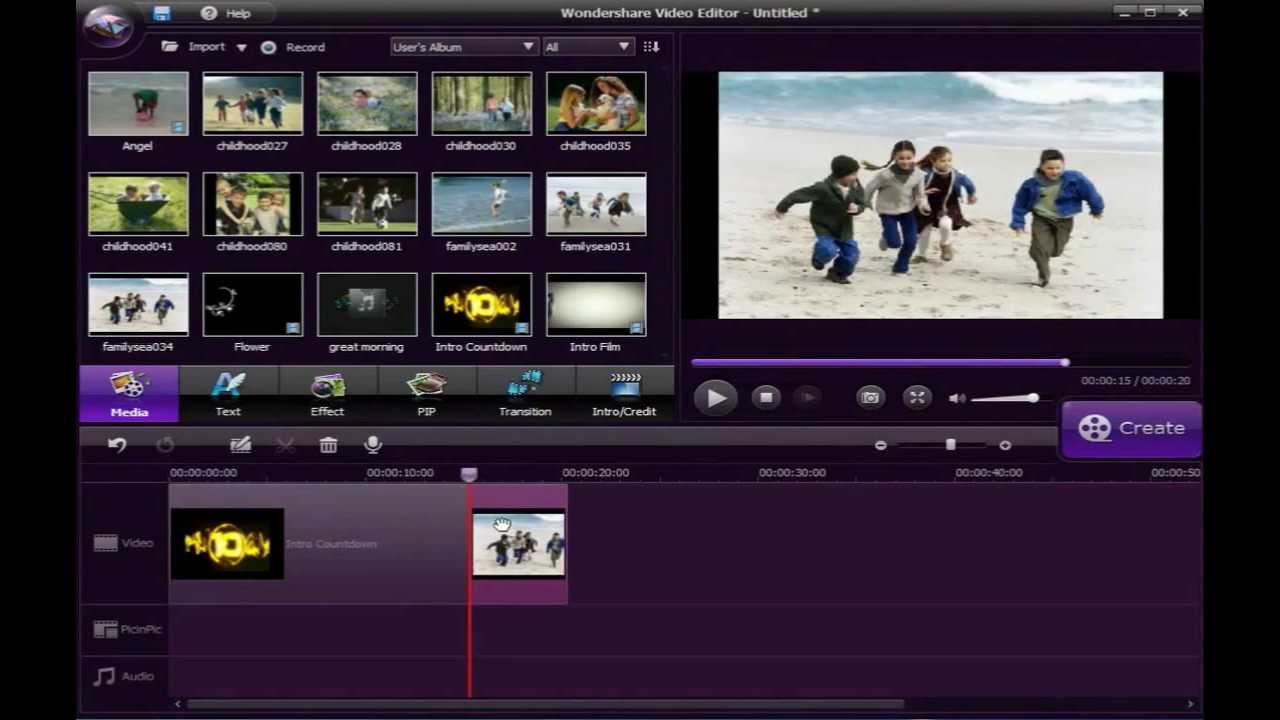 Help
Wondershare Video Editor - Untitled *
Import
Record
User's Album
All
Angel
childhood027
childhood028
childhood030
childhood035
childhood041
childhood080
childhood081
familysea002
familysea031
familysea034
Flower
great morning
Intro Countdown
Intro Film
10
Media
Text
Effect
PIP
Transition
Intro/Credit
00:00:15 / 00:00:20
Create
00:00:00:00
00:00:10:00
00:00:20:00
00:00:30:00
00:00:40:00
00:00:50
Video
10
Intro Countdown
PicinPic
Audio